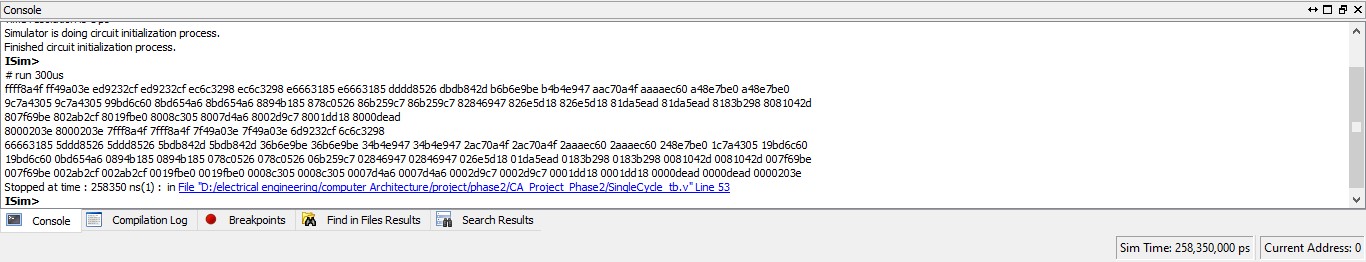 Console
Simulator is doing circuit initialization process.
Finished circuit initialization process.
ISim>
# run 300us
ffff8a4f ff49a03e ed9232cf ed9232cf ec6c3298 ec6c3298 e6663185 e6663185 dddd8526 dbdb842d b6b6e9be b4b4e947 aac70a4f aaaaec60 a48e7be0 a48e7be0
9c7a4305 9c7a4305 99bd6c60 8bd654a6 8bd654a6 8894b185 878c0526 86b259c7 86b259c7 82846947 826e5d18 826e5d18 81da5ead 81da5ead 8183b298 8081042d
807f69be 802ab2cf 8019fbe0 8008c305 8007d4a6 8002d9c7 8001dd18 8000dead
8000203e 8000203e 7fff8a4f 7fff8a4f 7f49a03e 7f49a03e 6d9232cf 6c6c3298
66663185 5ddd8526 5ddd8526 5bdb842d 5bdb842d 36b6e9be 36b6e9be 34b4e947 34b4e947 2ac70a4f 2ac70a4f 2aaaec60 2aaaec60 248e7be0 1c7a4305 19bd6c60
19bd6c60 0bd654a6 0894b185 0894b185 078c0526 078c0526 06b259c7 02846947 02846947 026e5d18 01da5ead 0183b298 0183b298 0081042d 0081042d 007f69be
007f69be 002ab2cf 002ab2cf 0019fbe0 0019fbe0 0008c305 0008c305 0007d4a6 0007d4a6 0002d9c7 0002d9c7 0001dd18 0001dd18 0000dead 0000dead 0000203e
Stopped at time : 258350 ns(1) : in File "D:/electrical engineering/computer Architecture/project/phase2/CA_Project_Phase2/SingleCycle_tb.v" Line 53
ISim>
Console Compilation Log Breakpoints Find in Files Results Search Results
Sim Time: 258,350,000 ps Current Address: 0